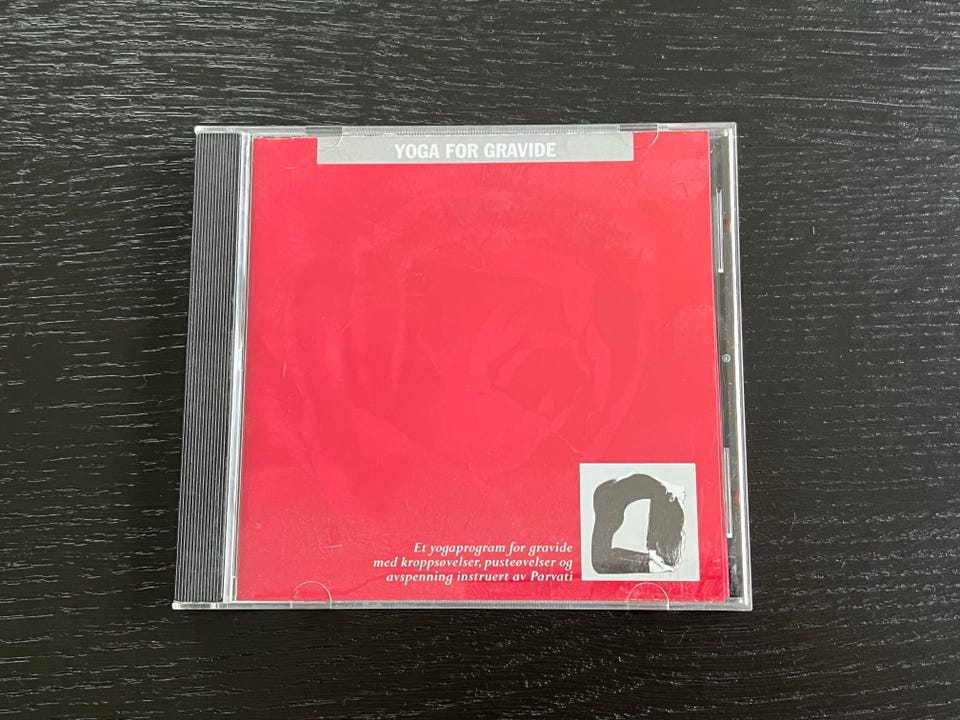 YOGA FOR GRAVIDE
Et yogaprogram for gravide
med kroppsøvelser, pusteøvelser og
avspenning instruert av Parvati